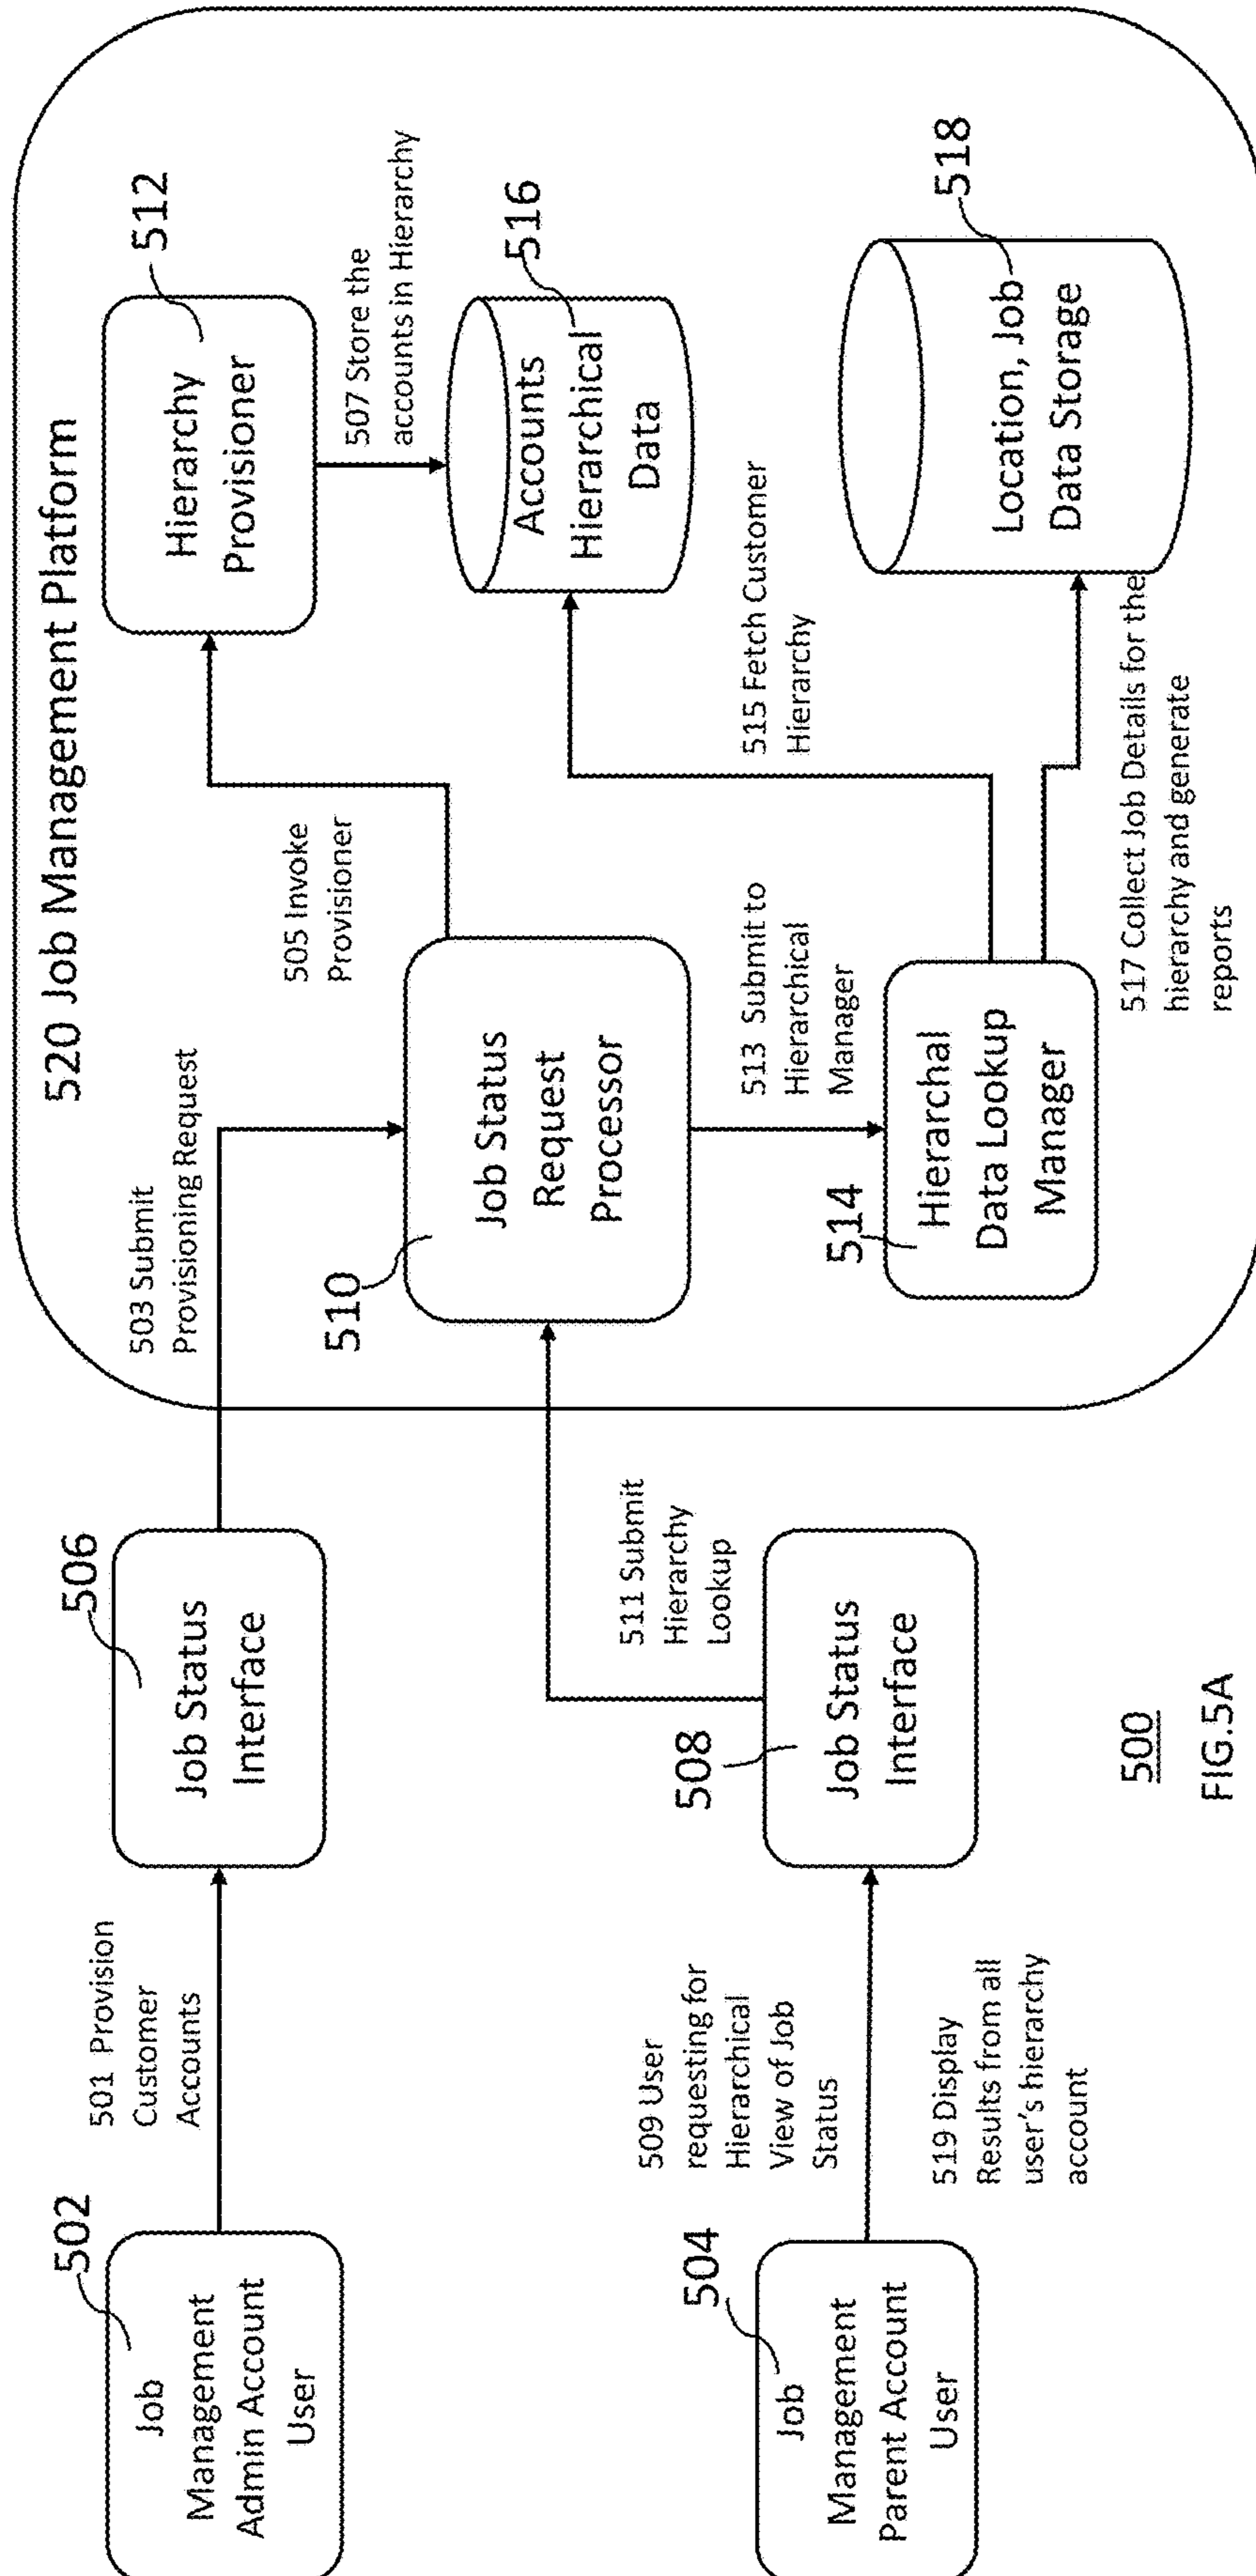 520 Job Management Platform
502
Job
Management
Admin Account
User
501 Provision
Customer
Accounts
506
Job Status
Interface
503 Submit
Provisioning Request
510
Job Status
Request
Processor
505 Invoke
Provisioner
512
Hierarchy
Provisioner
507 Store the
accounts in Hierarchy
516
Accounts
Hierarchical
Data
504
Job
Management
Parent Account
User
509 User
requesting for
Hierarchical
View of Job
Status
519 Display
Results from all
user's hierarchy
account
508
Job Status
Interface
511 Submit
Hierarchy
Lookup
513 Submit to
Hierarchical
Manager
514
Hierarchal
Data Lookup
Manager
515 Fetch Customer
Hierarchy
517 Collect Job Details for the
hierarchy and generate
reports
518
Location, Job
Data Storage
500
FIG.5A